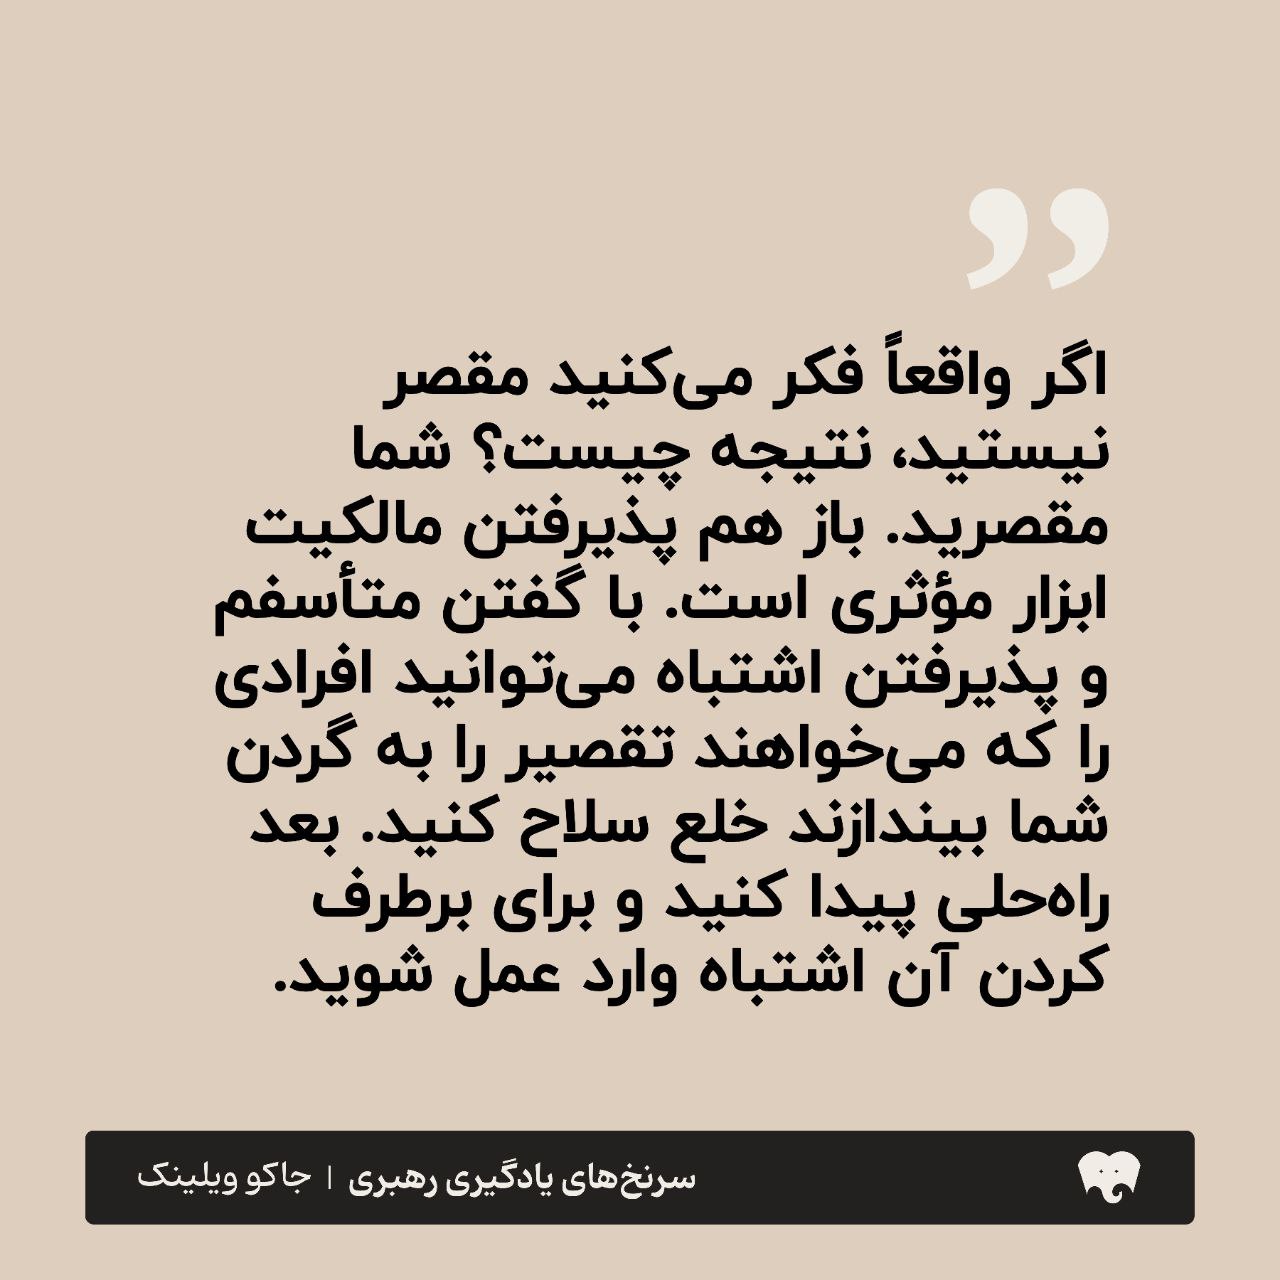 اگر واقعاً فکر می‌کنید مقصر
نیستید، نتیجه چیست؟ شما
مقصرید. باز هم پذیرفتن مالکیت
ابزار مؤثری است. با گفتن متأسفم
و پذیرفتن اشتباه می‌توانید افرادی
را که می‌خواهند تقصیر را به گردن
شما بیندازند خلع سلاح کنید. بعد
راه‌حلی پیدا کنید و برای برطرف
کردن آن اشتباه وارد عمل شوید.
سرنخ‌های یادگیری رهبری | جاکو ویلینک